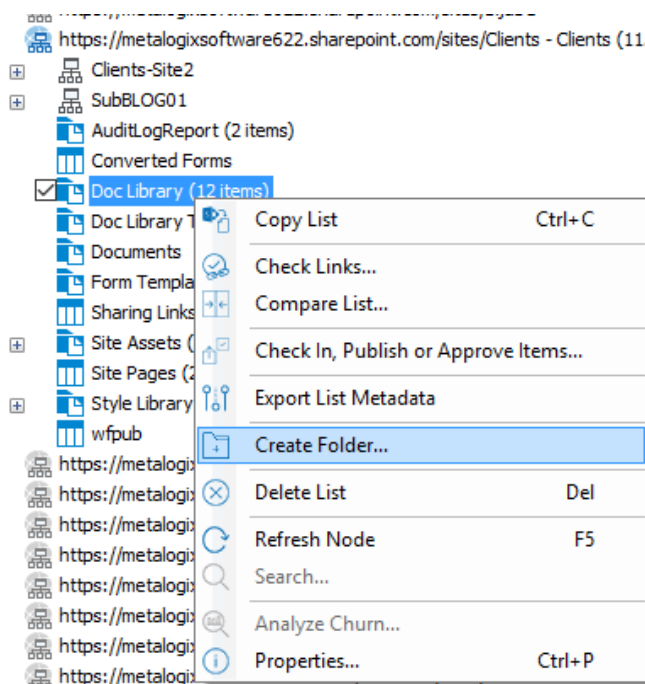 https://metalogixsoftware622.sharepoint.com/sites/Clients - Clients (11
Clients-Site2
SubBLOG01
AuditLogReport (2 items)
Converted Forms
Doc Library (12 items)
Doc Library T
Copy List Ctrl+C
Documents
Check Links...
Form Templa
Sharing Links
Compare List...
Site Assets (
Check In, Publish or Approve Items...
Site Pages (2
Style Library
Export List Metadata
wfpub
Create Folder...
https://metalogix
https://metalogix
Delete List Del
https://metalogix
Refresh Node F5
https://metalogix
https://metalogix
Search...
https://metalogix
Analyze Churn...
https://metalogix
Properties... Ctrl+P
https://metalogix